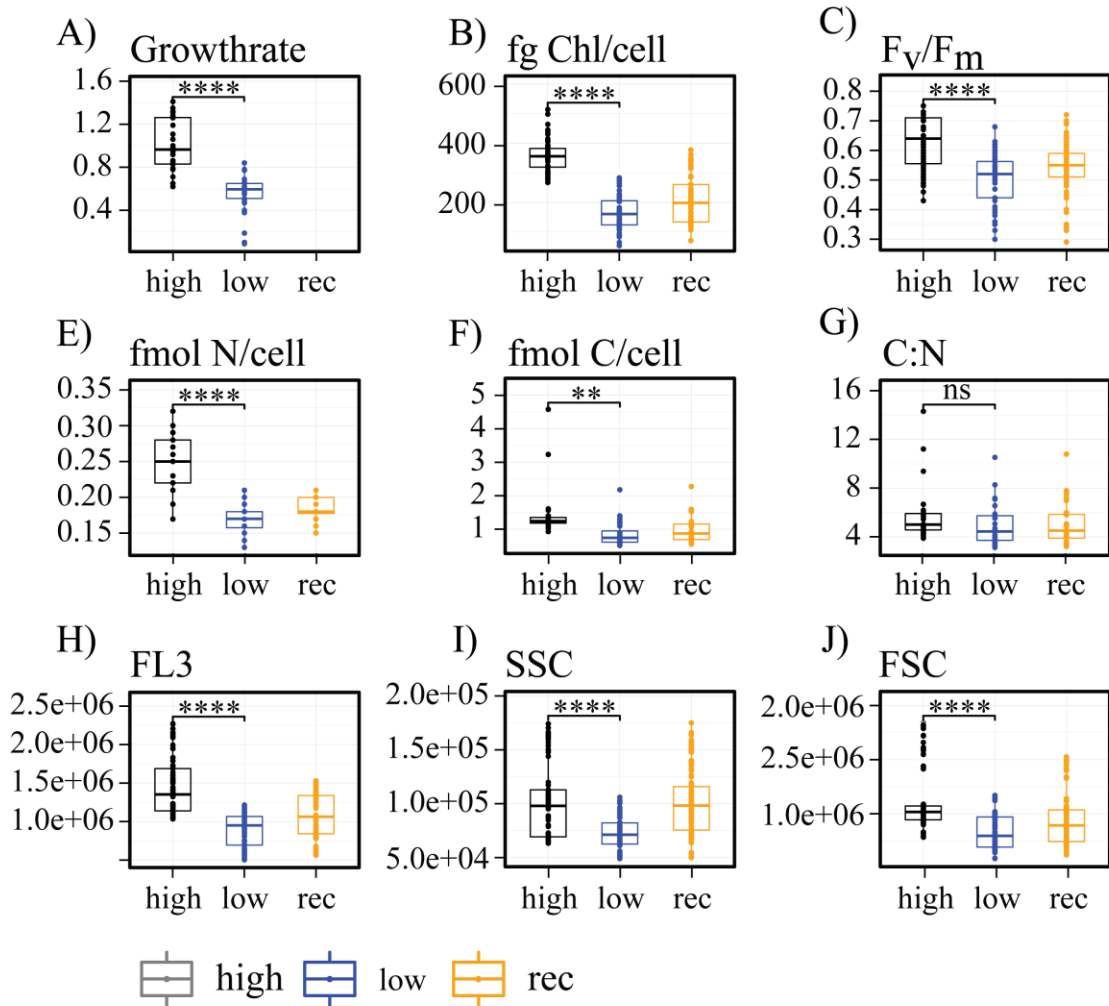 A) Growthrate
1.6
1.2
0.8
0.4
****
high low rec
B) fg Chl/cell
600
400
200
****
high low rec
C) Fv/Fm
0.8
0.7
0.6
0.5
0.4
0.3
****
high low rec
E) fmol N/cell
0.35
0.30
0.25
0.20
0.15
****
high low rec
F) fmol C/cell
5
4
3
2
1
**
high low rec
G) C:N
16
12
8
4
ns
high low rec
H) FL3
2.5e+06
2.0e+06
1.5e+06
1.0e+06
****
high low rec
I) SSC
2.0e+05
1.5e+05
1.0e+05
5.0e+04
****
high low rec
J) FSC
2.0e+06
2.5e+06
1.0e+06
****
high low rec
high low rec